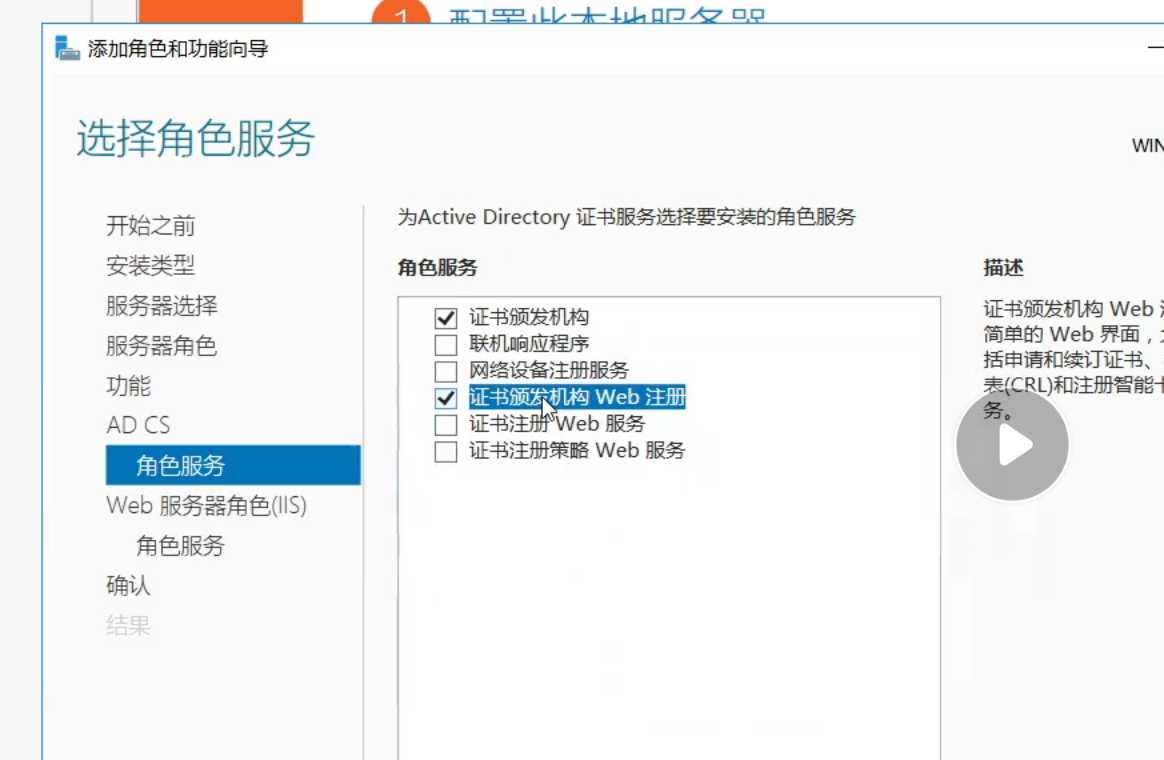 1 配置此本地服务器
添加角色和功能向导
选择角色服务
WIN
开始之前
安装类型
服务器选择
服务器角色
功能
AD CS
角色服务
Web 服务器角色(IIS)
角色服务
确认
结果
为Active Directory 证书服务选择要安装的角色服务
角色服务
证书颁发机构
联机响应程序
网络设备注册服务
证书颁发机构 Web 注册
证书注册 Web 服务
证书注册策略 Web 服务
描述
证书颁发机构 Web
简单的 Web 界面，
括申请和续订证书、
表(CRL)和注册智能卡
务。